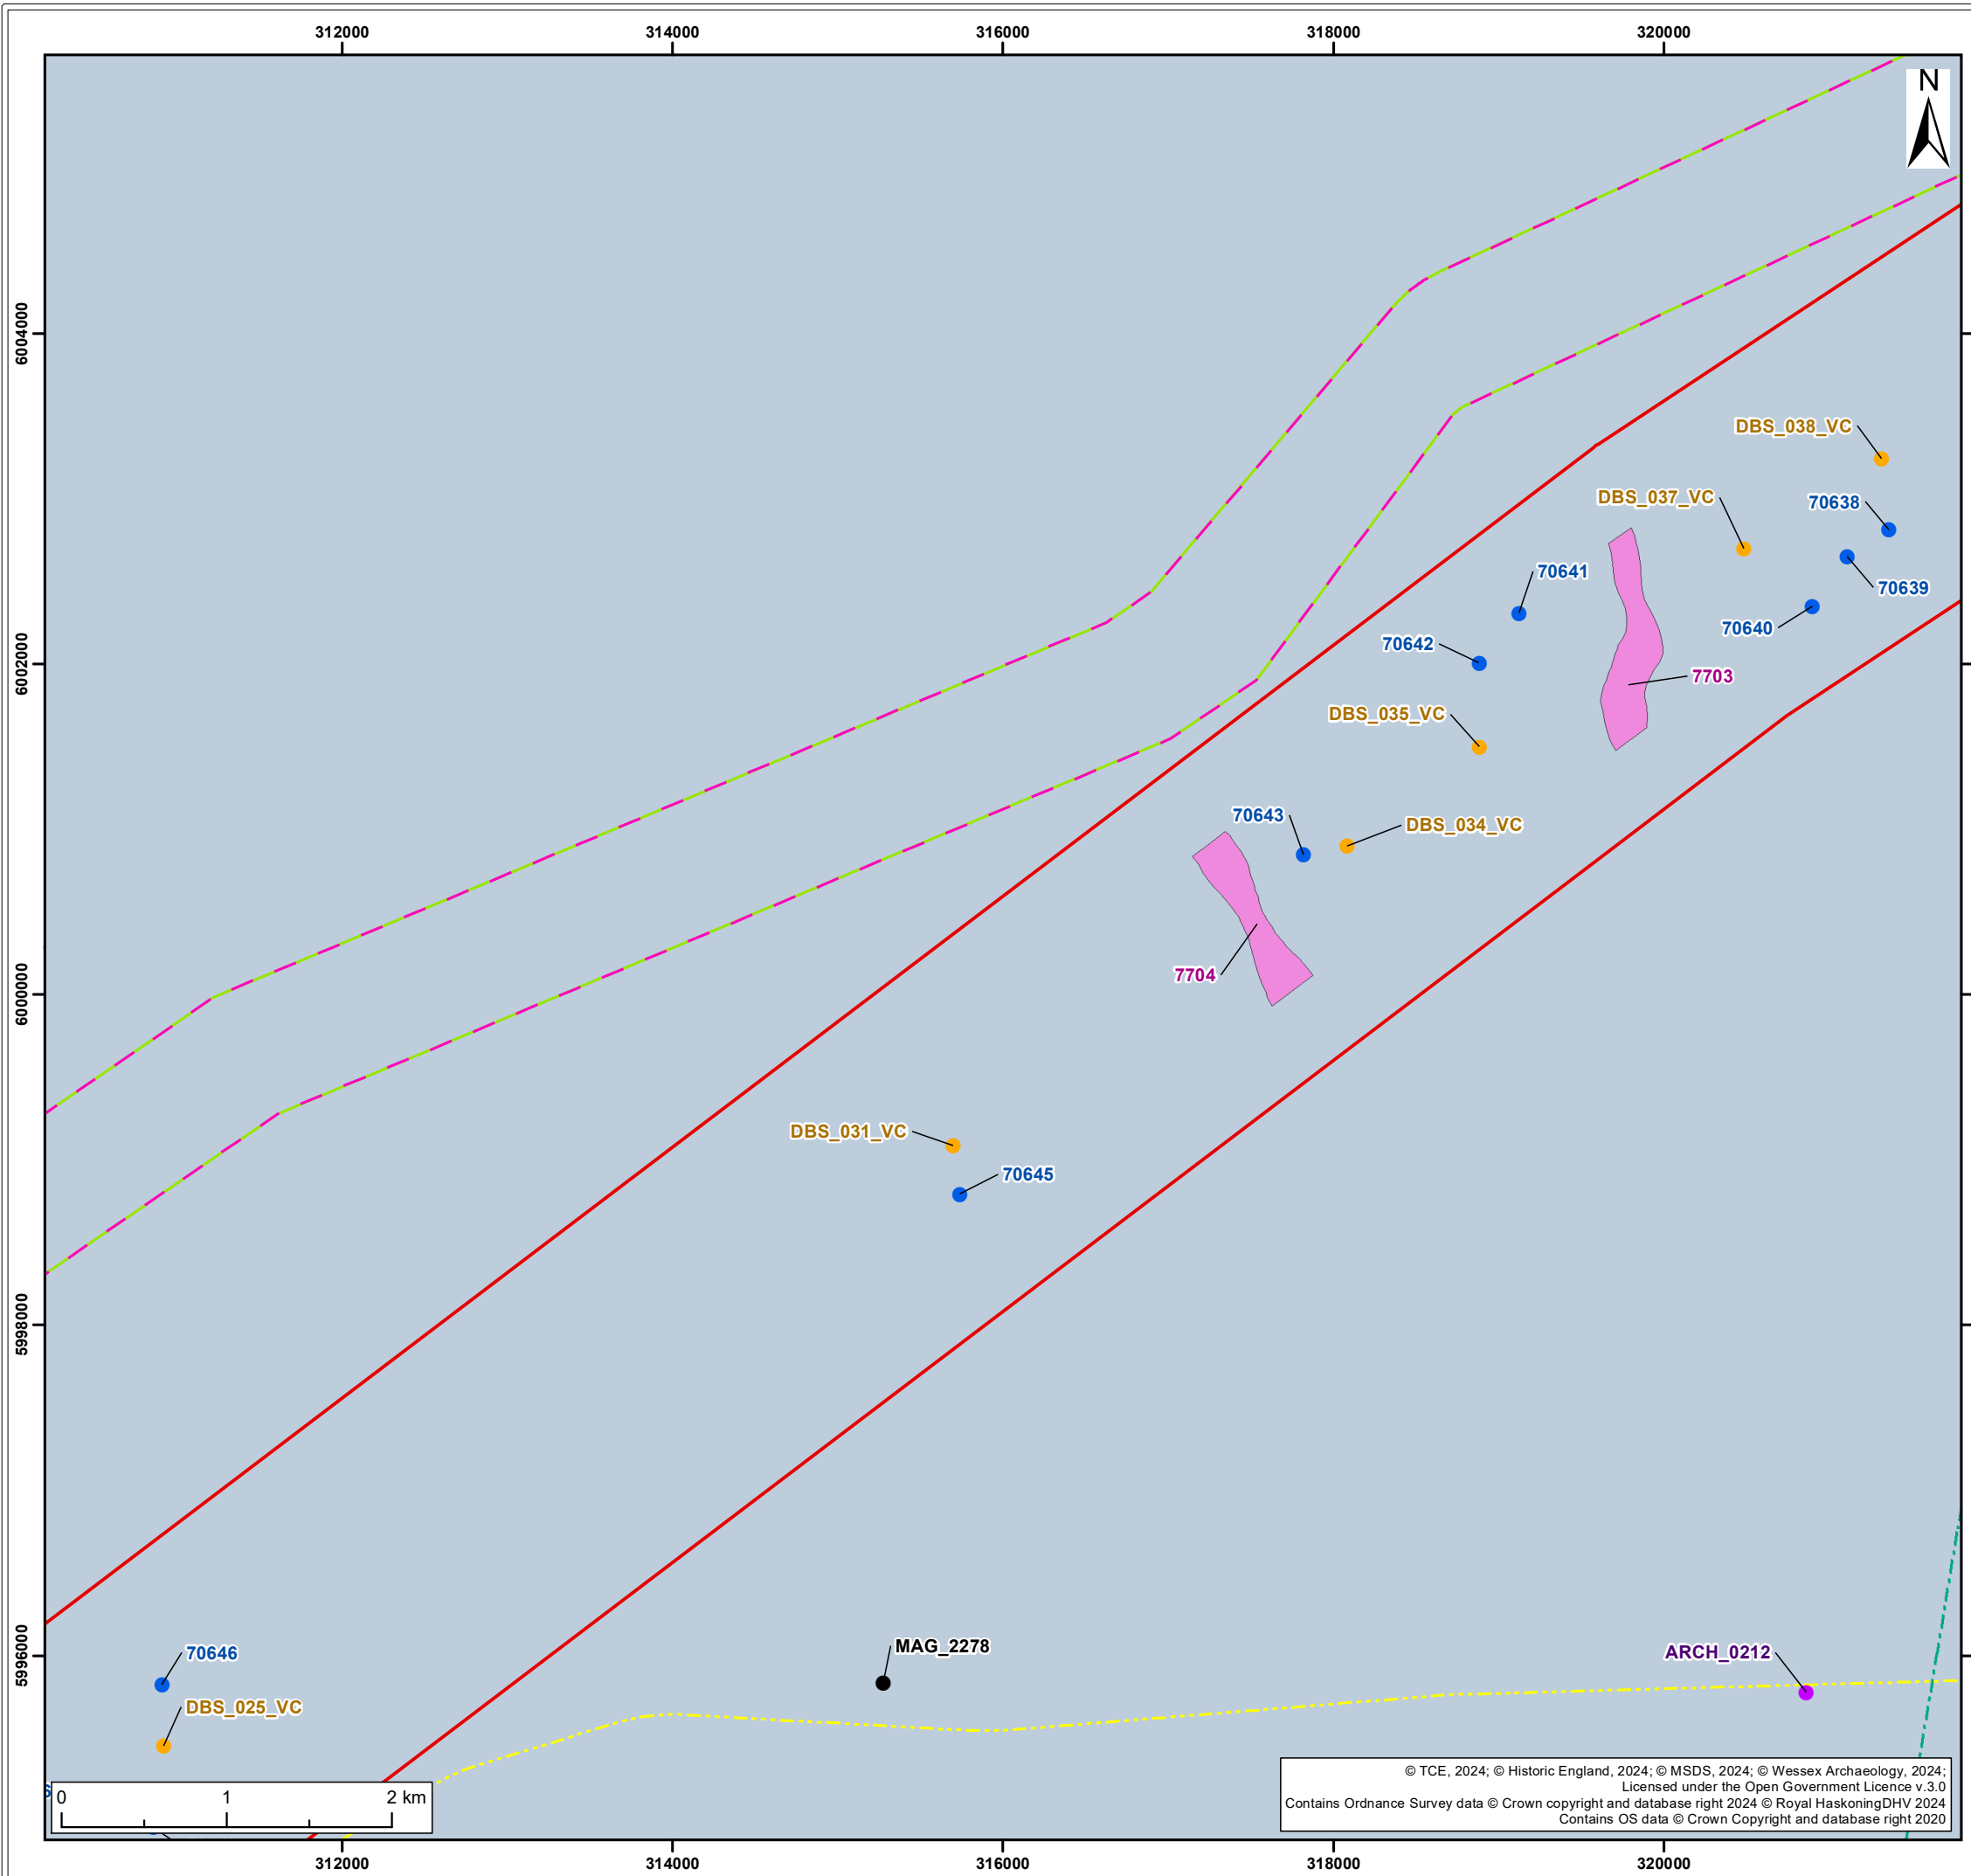 312000
314000
316000
318000
320000
N
6004000
6002000
6000000
5998000
5996000
DBS_038_VC
DBS_037_VC
70638
70641
70639
70640
70642
7703
DBS_035_VC
70643
DBS_034_VC
7704
DBS_031_VC
70645
70646
MAG_2278
ARCH_0212
DBS_025_VC
0 1 2 km
© TCE, 2024; © Historic England, 2024; © MSDS, 2024; © Wessex Archaeology, 2024;
Licensed under the Open Government Licence v.3.0
Contains Ordnance Survey data © Crown copyright and database right 2024 © Royal HaskoningDHV 2024
Contains OS data © Crown Copyright and database right 2020
312000
314000
316000
318000
320000